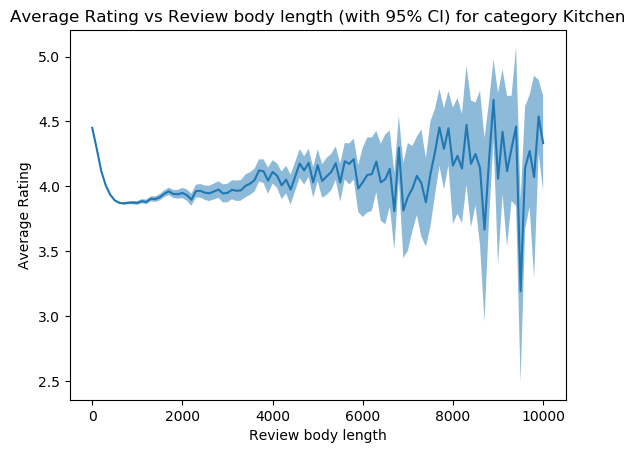 Average Rating vs Review body length (with 95% CI) for category Kitchen
5.0
4.5
4.0
3.5
3.0
2.5
Average Rating
0 2000 4000 6000 8000 10000
Review body length